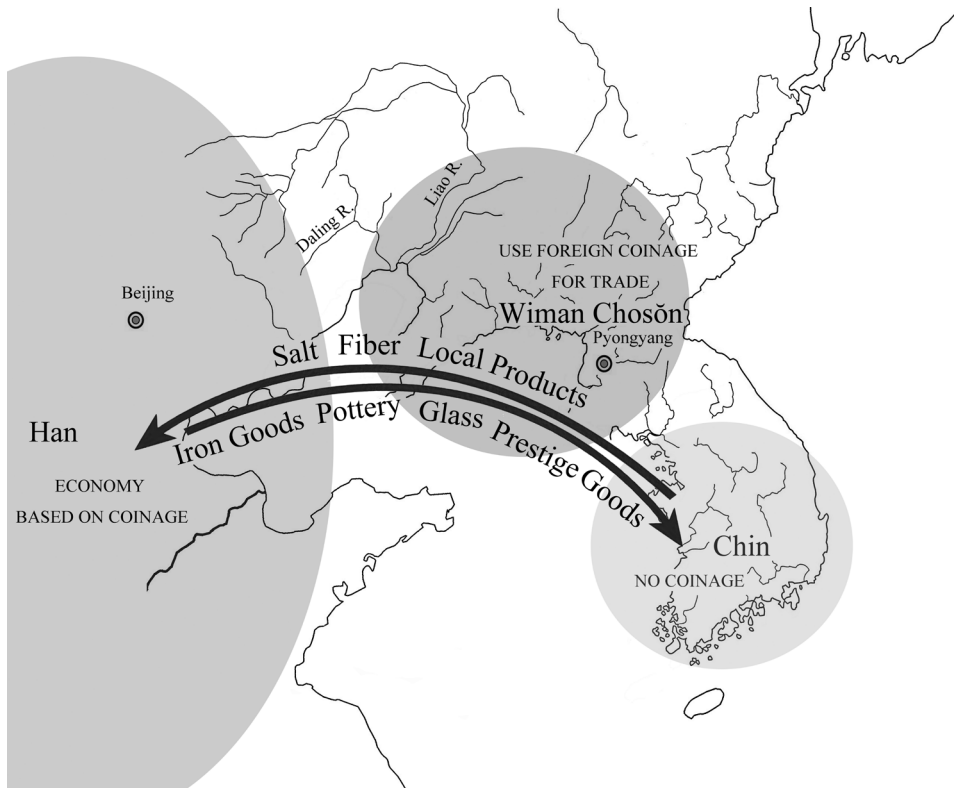 Liao R.
Daling R.
USE FOREIGN COINAGE
FOR TRADE
Wiman Chosŏn
Pyongyang
Beijing
Salt Fiber Local Products
Iron Goods Pottery Glass Prestige Goods
Han
ECONOMY
BASED ON COINAGE
Chin
NO COINAGE